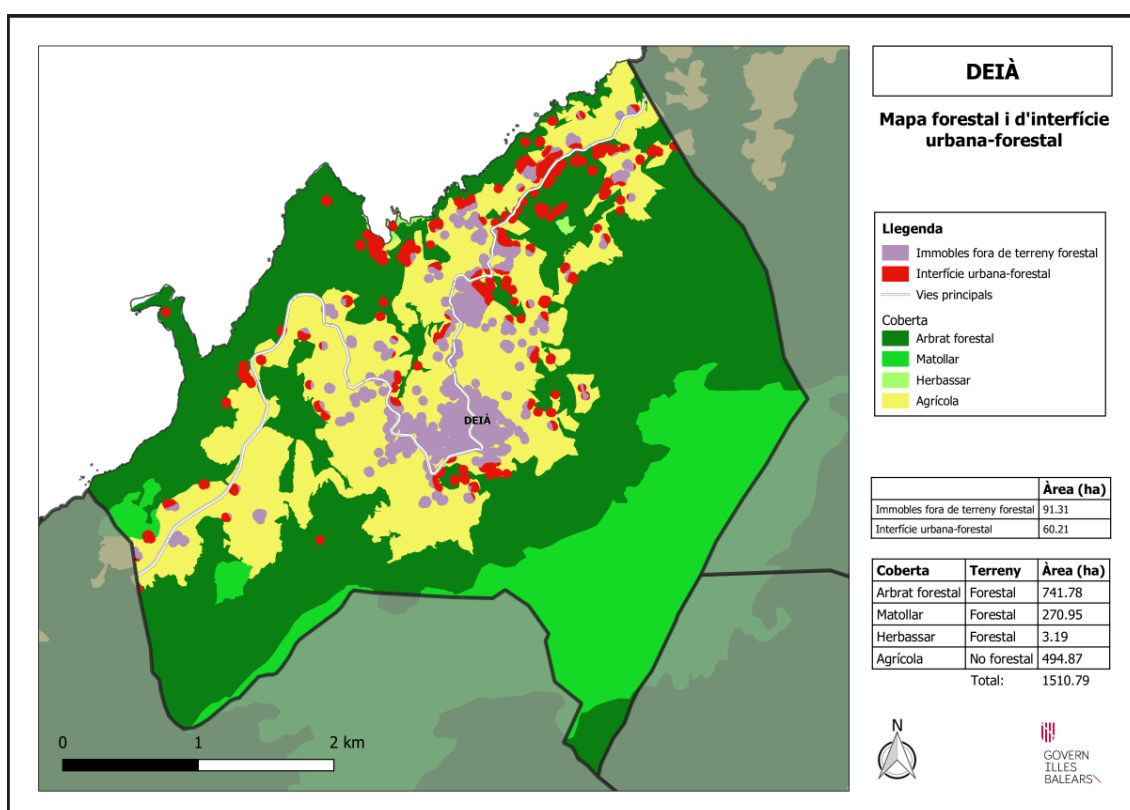 DEIÀ
Mapa forestal i d'interfície
urbana-forestal
Llegenda
Immobles fora de terreny forestal
Interfície urbana-forestal
Vies principals
Coberta
Arbrat forestal
Matollar
Herbassar
Agrícola
DEIÀ
Àrea (ha)
Immobles fora de terreny forestal 91.31
Interfície urbana-forestal 60.21
Coberta Terreny Àrea (ha)
Arbrat forestal Forestal 741.78
Matollar Forestal 270.95
Herbassar Forestal 3.19
Agrícola No forestal 494.87
Total: 1510.79
0 1 2 km
N
GOVERN
ILLES
BALEARS